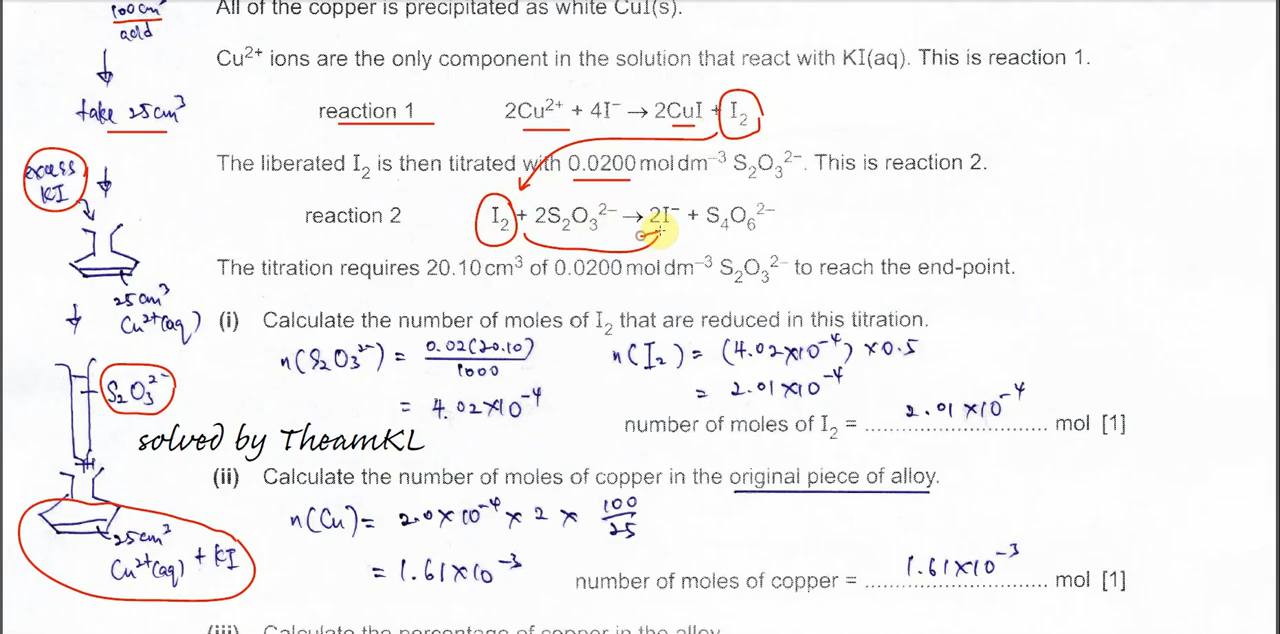 100cm³
acid
take 25cm³
excess
KI
25cm³
Cu²⁺(aq)
S₂O₃²⁻
25cm³
Cu²⁺(aq) + KI
All of the copper is precipitated as white CuI(s).
Cu²⁺ ions are the only component in the solution that react with KI(aq). This is reaction 1.
reaction 1 2Cu²⁺ + 4I⁻ → 2CuI + I₂
The liberated I₂ is then titrated with 0.0200 mol dm⁻³ S₂O₃²⁻. This is reaction 2.
reaction 2 I₂ + 2S₂O₃²⁻ → 2I⁻ + S₄O₆²⁻
The titration requires 20.10 cm³ of 0.0200 mol dm⁻³ S₂O₃²⁻ to reach the end-point.
(i) Calculate the number of moles of I₂ that are reduced in this titration.
n(S₂O₃²⁻) = 0.02(20.10) / 1000
= 4.02×10⁻⁴
n(I₂) = (4.02×10⁻⁴) ×0.5
= 2.01×10⁻⁴
number of moles of I₂ = 2.01×10⁻⁴ mol [1]
solved by TheamKL
(ii) Calculate the number of moles of copper in the original piece of alloy.
n(Cu) = 2.0×10⁻⁴ × 2 × 100 / 25
= 1.61×10⁻³
number of moles of copper = 1.61×10⁻³ mol [1]
(iii) Calculate the percentage of copper in the alloy.